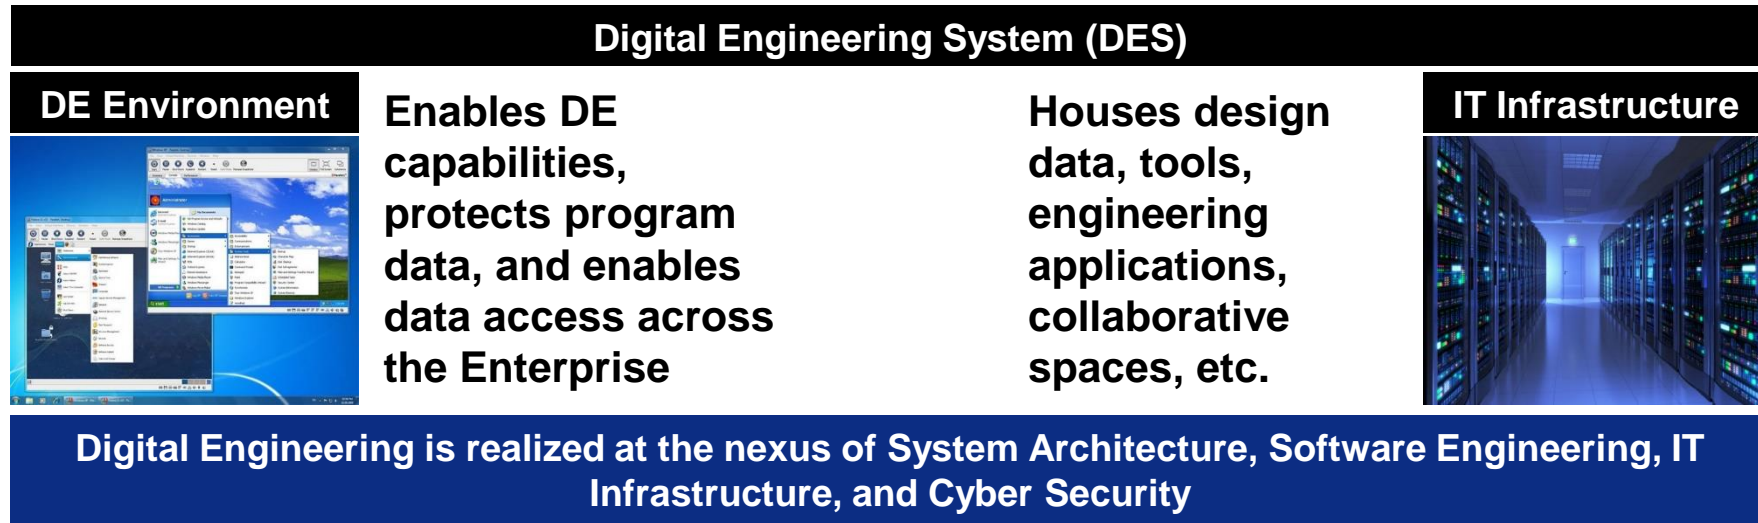 Digital Engineering System (DES)
DE Environment
Enables DE
capabilities,
protects program
data, and enables
data access across
the Enterprise
Houses design
data, tools,
engineering
applications,
collaborative
spaces, etc.
IT Infrastructure
Digital Engineering is realized at the nexus of System Architecture, Software Engineering, IT
Infrastructure, and Cyber Security